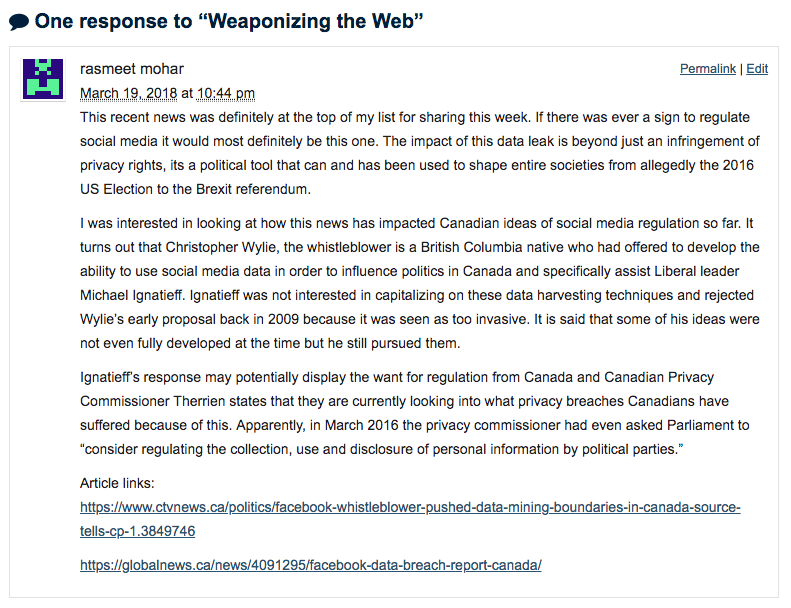 One response to “Weaponizing the Web”
rasmeet mohar
Permalink | Edit
March 19, 2018 at 10:44 pm
This recent news was definitely at the top of my list for sharing this week. If there was ever a sign to regulate
social media it would most definitely be this one. The impact of this data leak is beyond just an infringement of
privacy rights, its a political tool that can and has been used to shape entire societies from allegedly the 2016
US Election to the Brexit referendum.
I was interested in looking at how this news has impacted Canadian ideas of social media regulation so far. It
turns out that Christopher Wylie, the whistleblower is a British Columbia native who had offered to develop the
ability to use social media data in order to influence politics in Canada and specifically assist Liberal leader
Michael Ignatieff. Ignatieff was not interested in capitalizing on these data harvesting techniques and rejected
Wylie’s early proposal back in 2009 because it was seen as too invasive. It is said that some of his ideas were
not even fully developed at the time but he still pursued them.
Ignatieff’s response may potentially display the want for regulation from Canada and Canadian Privacy
Commissioner Therrien states that they are currently looking into what privacy breaches Canadians have
suffered because of this. Apparently, in March 2016 the privacy commissioner had even asked Parliament to
“consider regulating the collection, use and disclosure of personal information by political parties.”
Article links:
https://www.ctvnews.ca/politics/facebook-whistleblower-pushed-data-mining-boundaries-in-canada-source-
tells-cp-1.3849746
https://globalnews.ca/news/4091295/facebook-data-breach-report-canada/